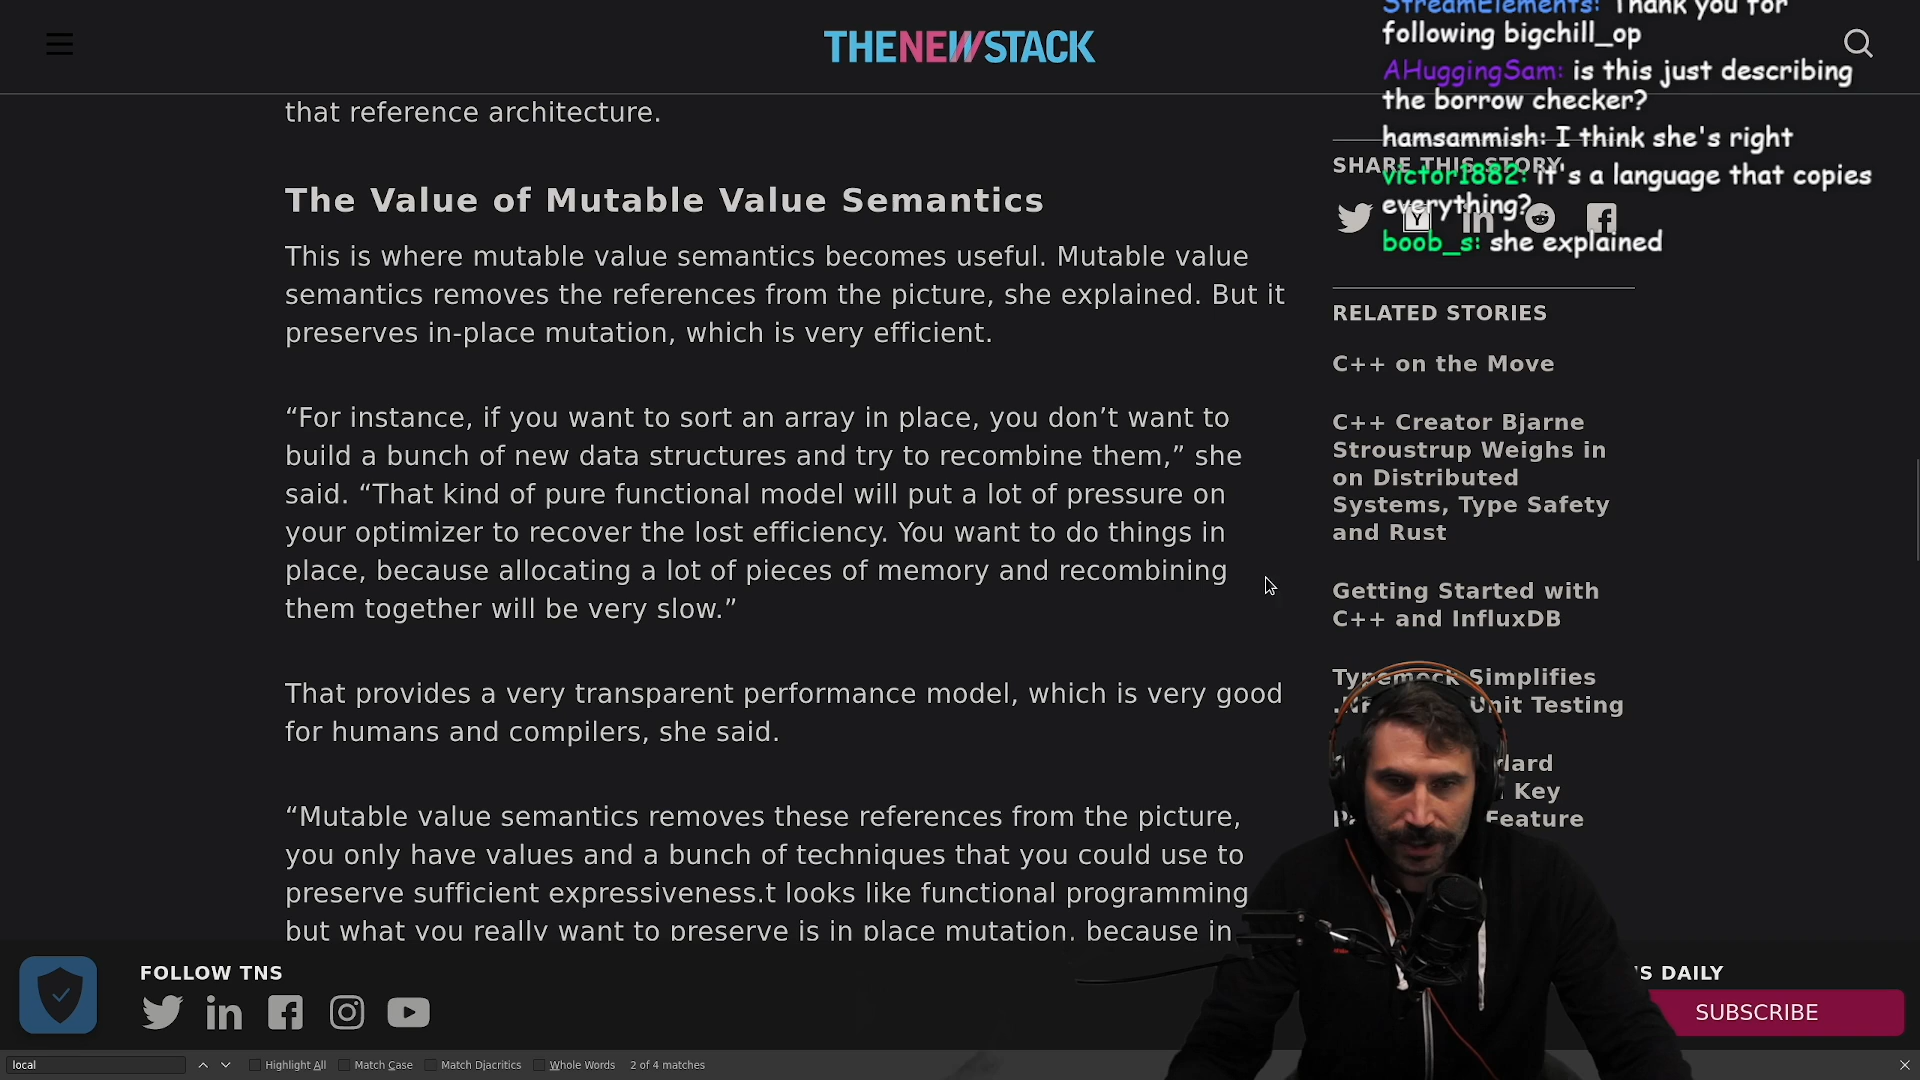 THENEWSTACK
that reference architecture.
The Value of Mutable Value Semantics
This is where mutable value semantics becomes useful. Mutable value
semantics removes the references from the picture, she explained. But it
preserves in-place mutation, which is very efficient.
“For instance, if you want to sort an array in place, you don’t want to
build a bunch of new data structures and try to recombine them,” she
said. “That kind of pure functional model will put a lot of pressure on
your optimizer to recover the lost efficiency. You want to do things in
place, because allocating a lot of pieces of memory and recombining
them together will be very slow.”
That provides a very transparent performance model, which is very good
for humans and compilers, she said.
“Mutable value semantics removes these references from the picture,
you only have values and a bunch of techniques that you could use to
preserve sufficient expressiveness.t looks like functional programming
but what you really want to preserve is in place mutation, because in
StreamElements: Thank you for
following bigchill_op
AHuggingSam: is this just describing
the borrow checker?
hamsammish: I think she's right
victor1882: it's a language that copies
everything?
boob_s: she explained
SHARE THIS STORY
RELATED STORIES
C++ on the Move
C++ Creator Bjarne
Stroustrup Weighs in
on Distributed
Systems, Type Safety
and Rust
Getting Started with
C++ and InfluxDB
Typemock Simplifies
Unit Testing
Key
Feature
FOLLOW TNS
DAILY
SUBSCRIBE
local
Highlight All
Match Case
Match Diacritics
Whole Words
2 of 4 matches